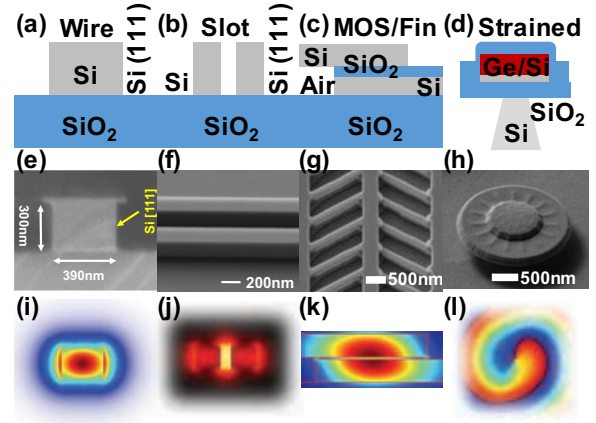 (a) Wire
(b) Slot
(c) MOS/Fin
(d) Strained
Si
Si (111)
SiO2
Si
Si (111)
SiO2
Si
SiO2
Air
Si
SiO2
Ge/Si
SiO2
Si
(e)
(f)
(g)
(h)
300nm
390nm
Si [111]
200nm
500nm
500nm
(i)
(j)
(k)
(l)